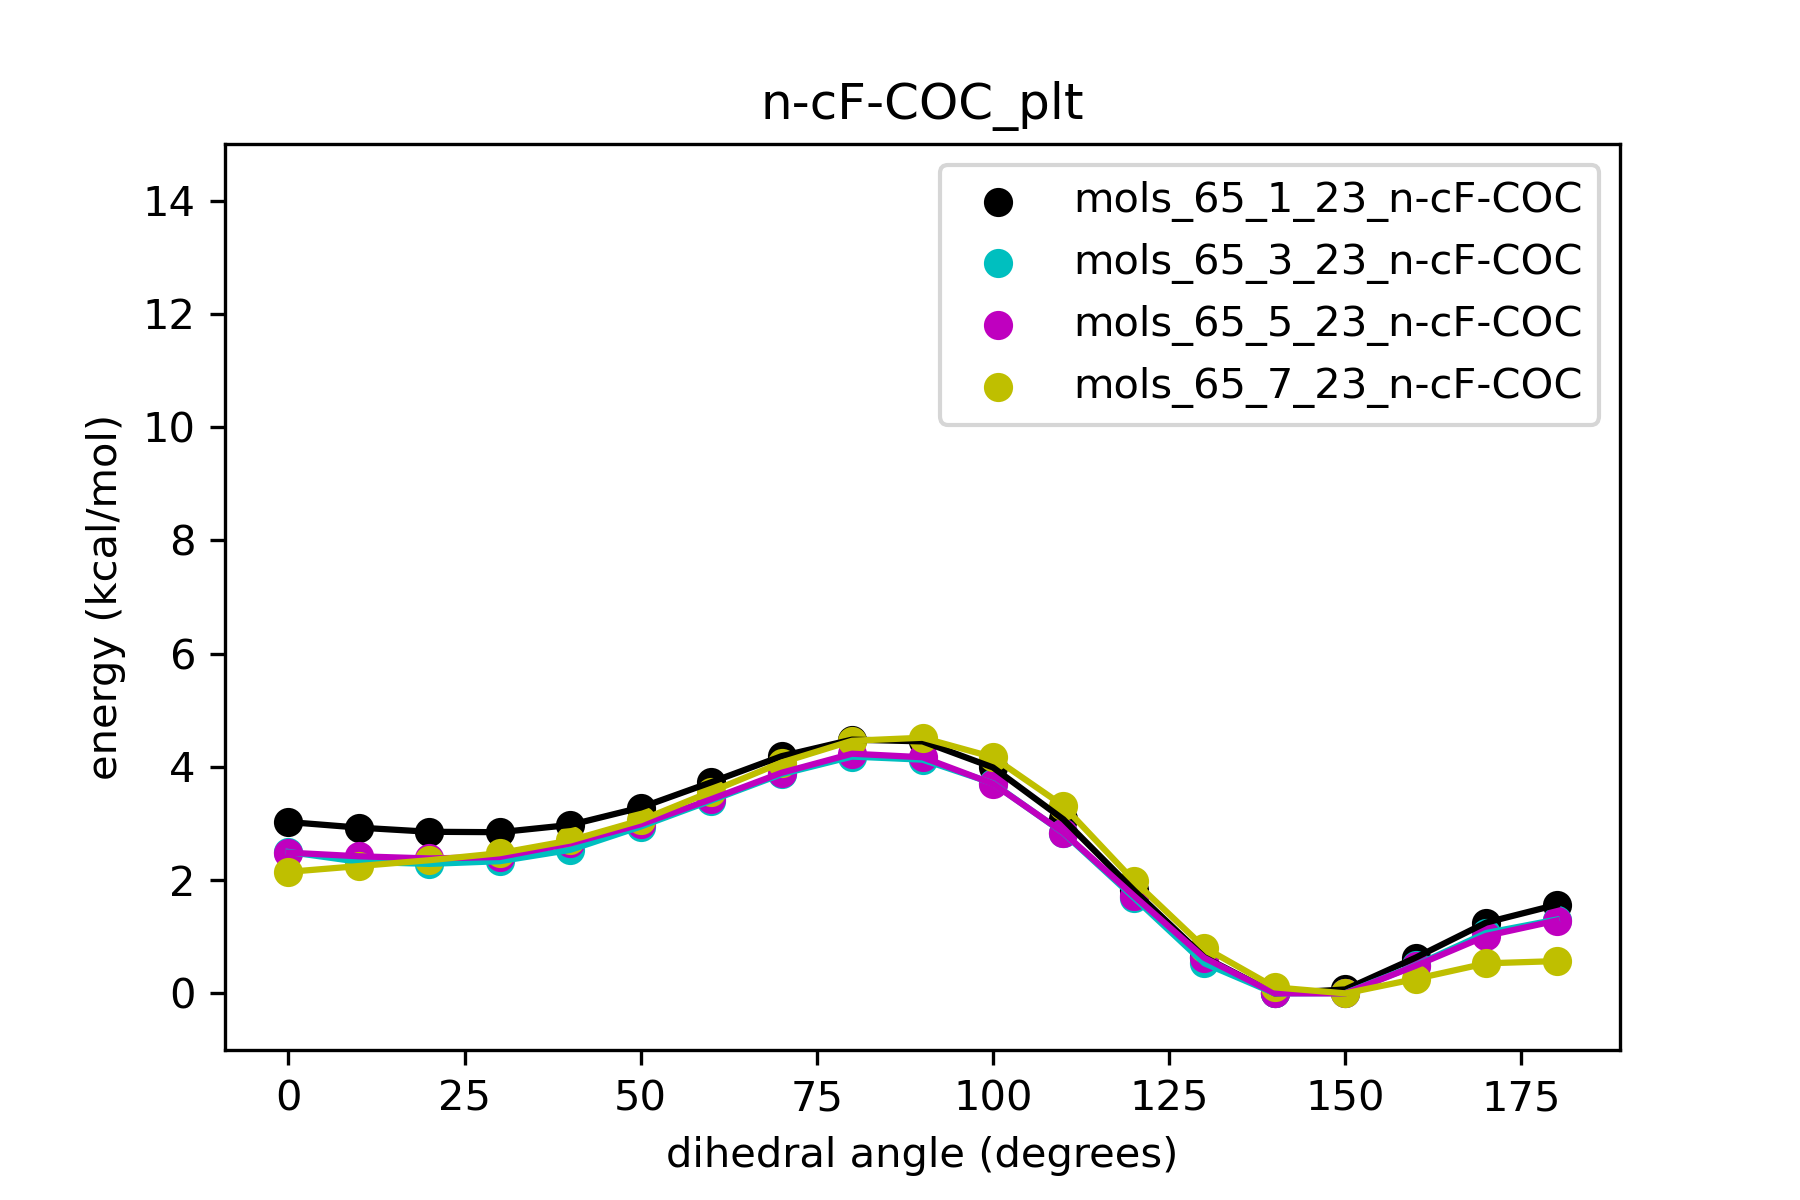 n-cF-COC_plt
mols_65_1_23_n-cF-COC
mols_65_3_23_n-cF-COC
mols_65_5_23_n-cF-COC
mols_65_7_23_n-cF-COC
energy (kcal/mol)
14
12
10
8
6
4
2
0
0 25 50 75 100 125 150 175
dihedral angle (degrees)